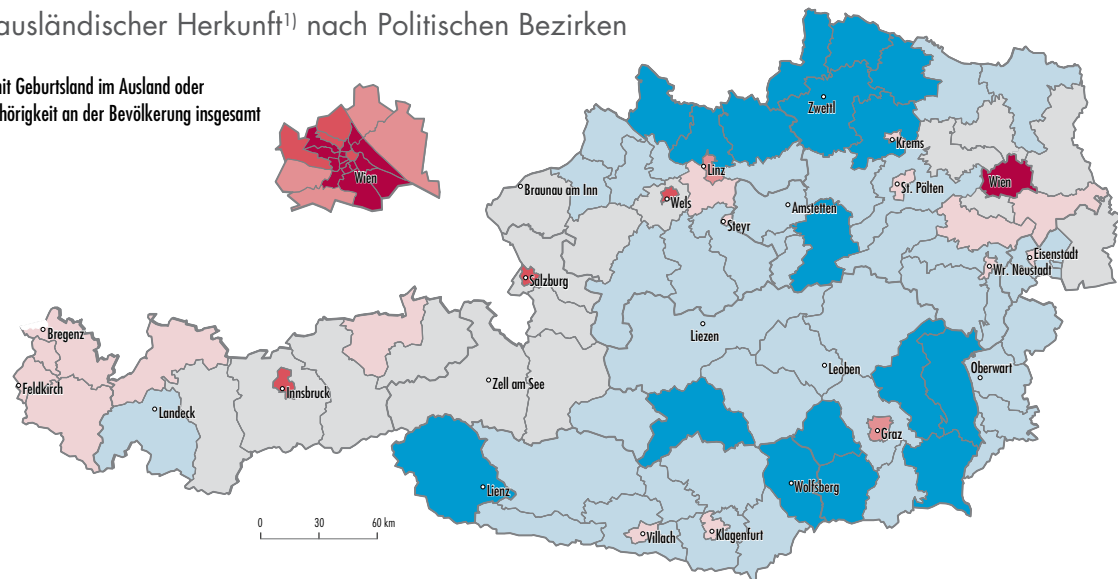 ausländischer Herkunft¹⁾ nach Politischen Bezirken
mit Geburtsland im Ausland oder
hörigkeit an der Bevölkerung insgesamt
Wien
Zwettl
Krems
Linz
Wien
St. Pölten
Braunau am Inn
Wels
Amstetten
Steyr
Eisenstadt
Wr. Neustadt
Salzburg
Bregenz
Liezen
Leoben
Oberwart
Feldkirch
Innsbruck
Zell am See
Landeck
Graz
Lienz
Wolfsberg
0 30 60 km
Villach
Klagenfurt